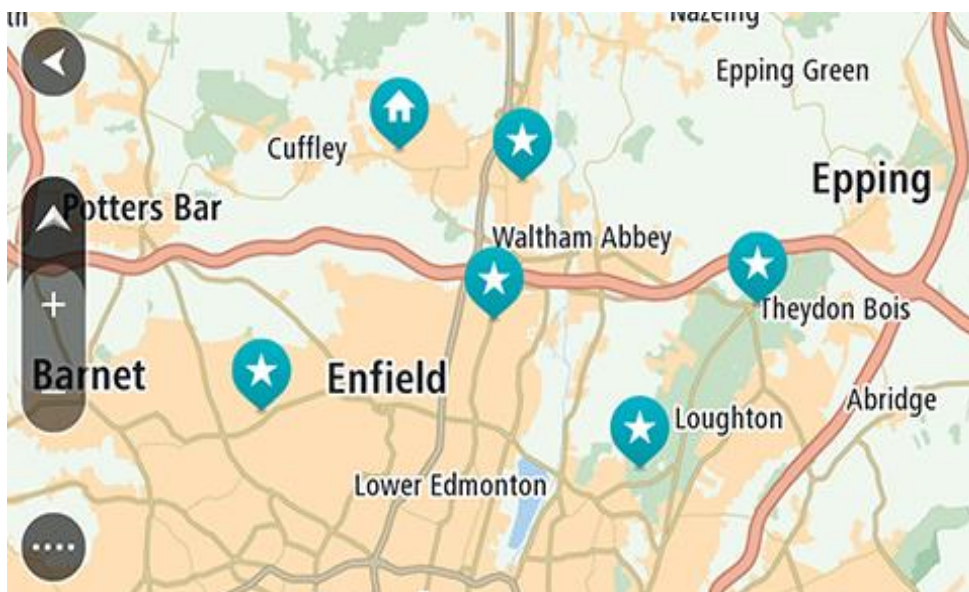 Nazeing
Epping Green
Cuffley
Epping
Potters Bar
Waltham Abbey
Theydon Bois
Barnet
Enfield
Abridge
Loughton
Lower Edmonton